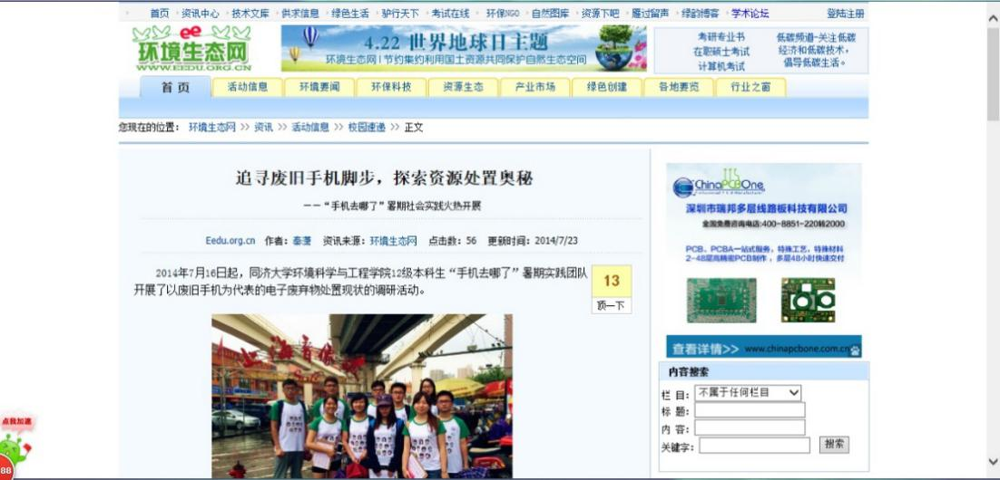 首页 · 资讯中心 · 技术文库 · 供求信息 · 绿色生活 · 驴行天下 · 考试在线 · 环保NGO · 自然图库 · 资源下吧 · 雁过留声 · 绿韵博客 · 学术论坛 登陆注册
环境生态网
WWW.EEDU.ORG.CN
4.22 世界地球日主题
环境生态网|节约集约利用国土资源共同保护自然生态空间
考研专业书
在职硕士考试
计算机考试
低碳频道-关注低碳
经济和低碳技术,
倡导低碳生活。
首 页 活动信息 环境要闻 环保科技 资源生态 产业市场 绿色创建 各地要览 行业之窗
您现在的位置: 环境生态网 >> 资讯 >> 活动信息 >> 校园速递 >> 正文
追寻废旧手机脚步,探索资源处置奥秘
——“手机去哪了”暑期社会实践火热开展
Eedu.org.cn 作者:秦潇 资讯来源:环境生态网 点击数:56 更新时间:2014/7/23
2014年7月16日起,同济大学环境科学与工程学院12级本科生“手机去哪了”暑期实践团队
开展了以废旧手机为代表的电子废弃物处置现状的调研活动。
13
顶一下
ChinaPCBOne
深圳市瑞邦多层线路板科技有限公司
全国免费咨询电话:400-8851-220转2000
PCB、PCBA一站式服务,特殊工艺,特殊材料
2-48层高精密PCB制作,多层48小时快速交付
查看详情>> www.chinapcbone.com.cn
内容搜索
栏 目: 不属于任何栏目
标 题:
内 容:
关键字: 搜索
点我加速
88